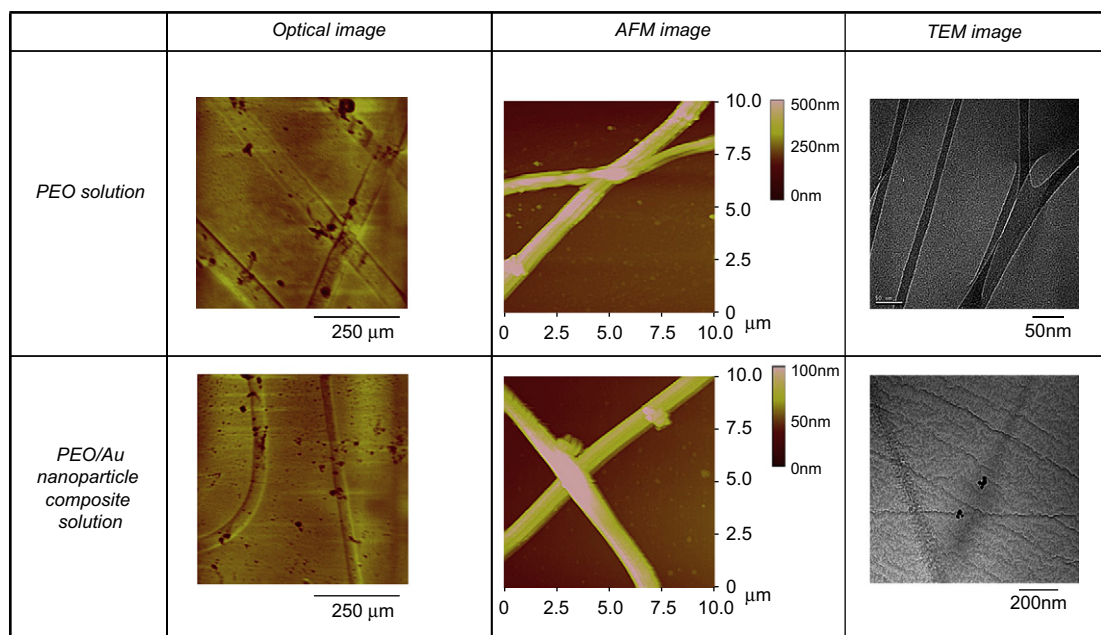 Optical image
AFM image
TEM image
PEO solution
250 μm
10.0
7.5
5.0
2.5
0
μm
0
2.5
5.0
7.5
10.0
500nm
250nm
0nm
50 nm
50nm
PEO/Au
nanoparticle
composite
solution
250 μm
10.0
7.5
5.0
2.5
0
μm
0
2.5
5.0
7.5
10.0
100nm
50nm
0nm
200nm